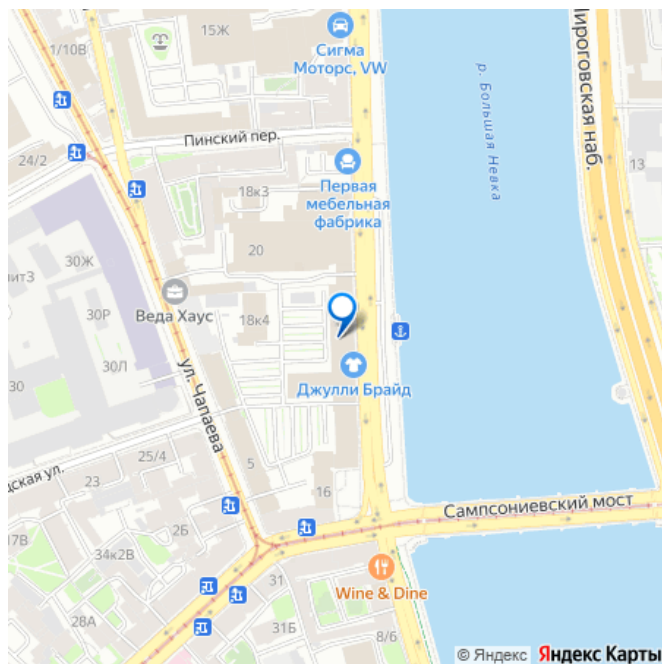 15Ж
1/10В
Сигма
Моторс, VW
Пироговская наб.
р. Большая Невка
Пинский пер.
24/2
13
18к3
Первая
мебельная
фабрика
20
30Ж
Веда Хаус
30Р
18к4
30Л
30
Джулли Брайд
ул. Чапаева
25/4
5
23
16
Сампсониевский мост
2Б
34к2В
31
Wine & Dine
28А
31Б
8/6
© Яндекс Яндекс Карты